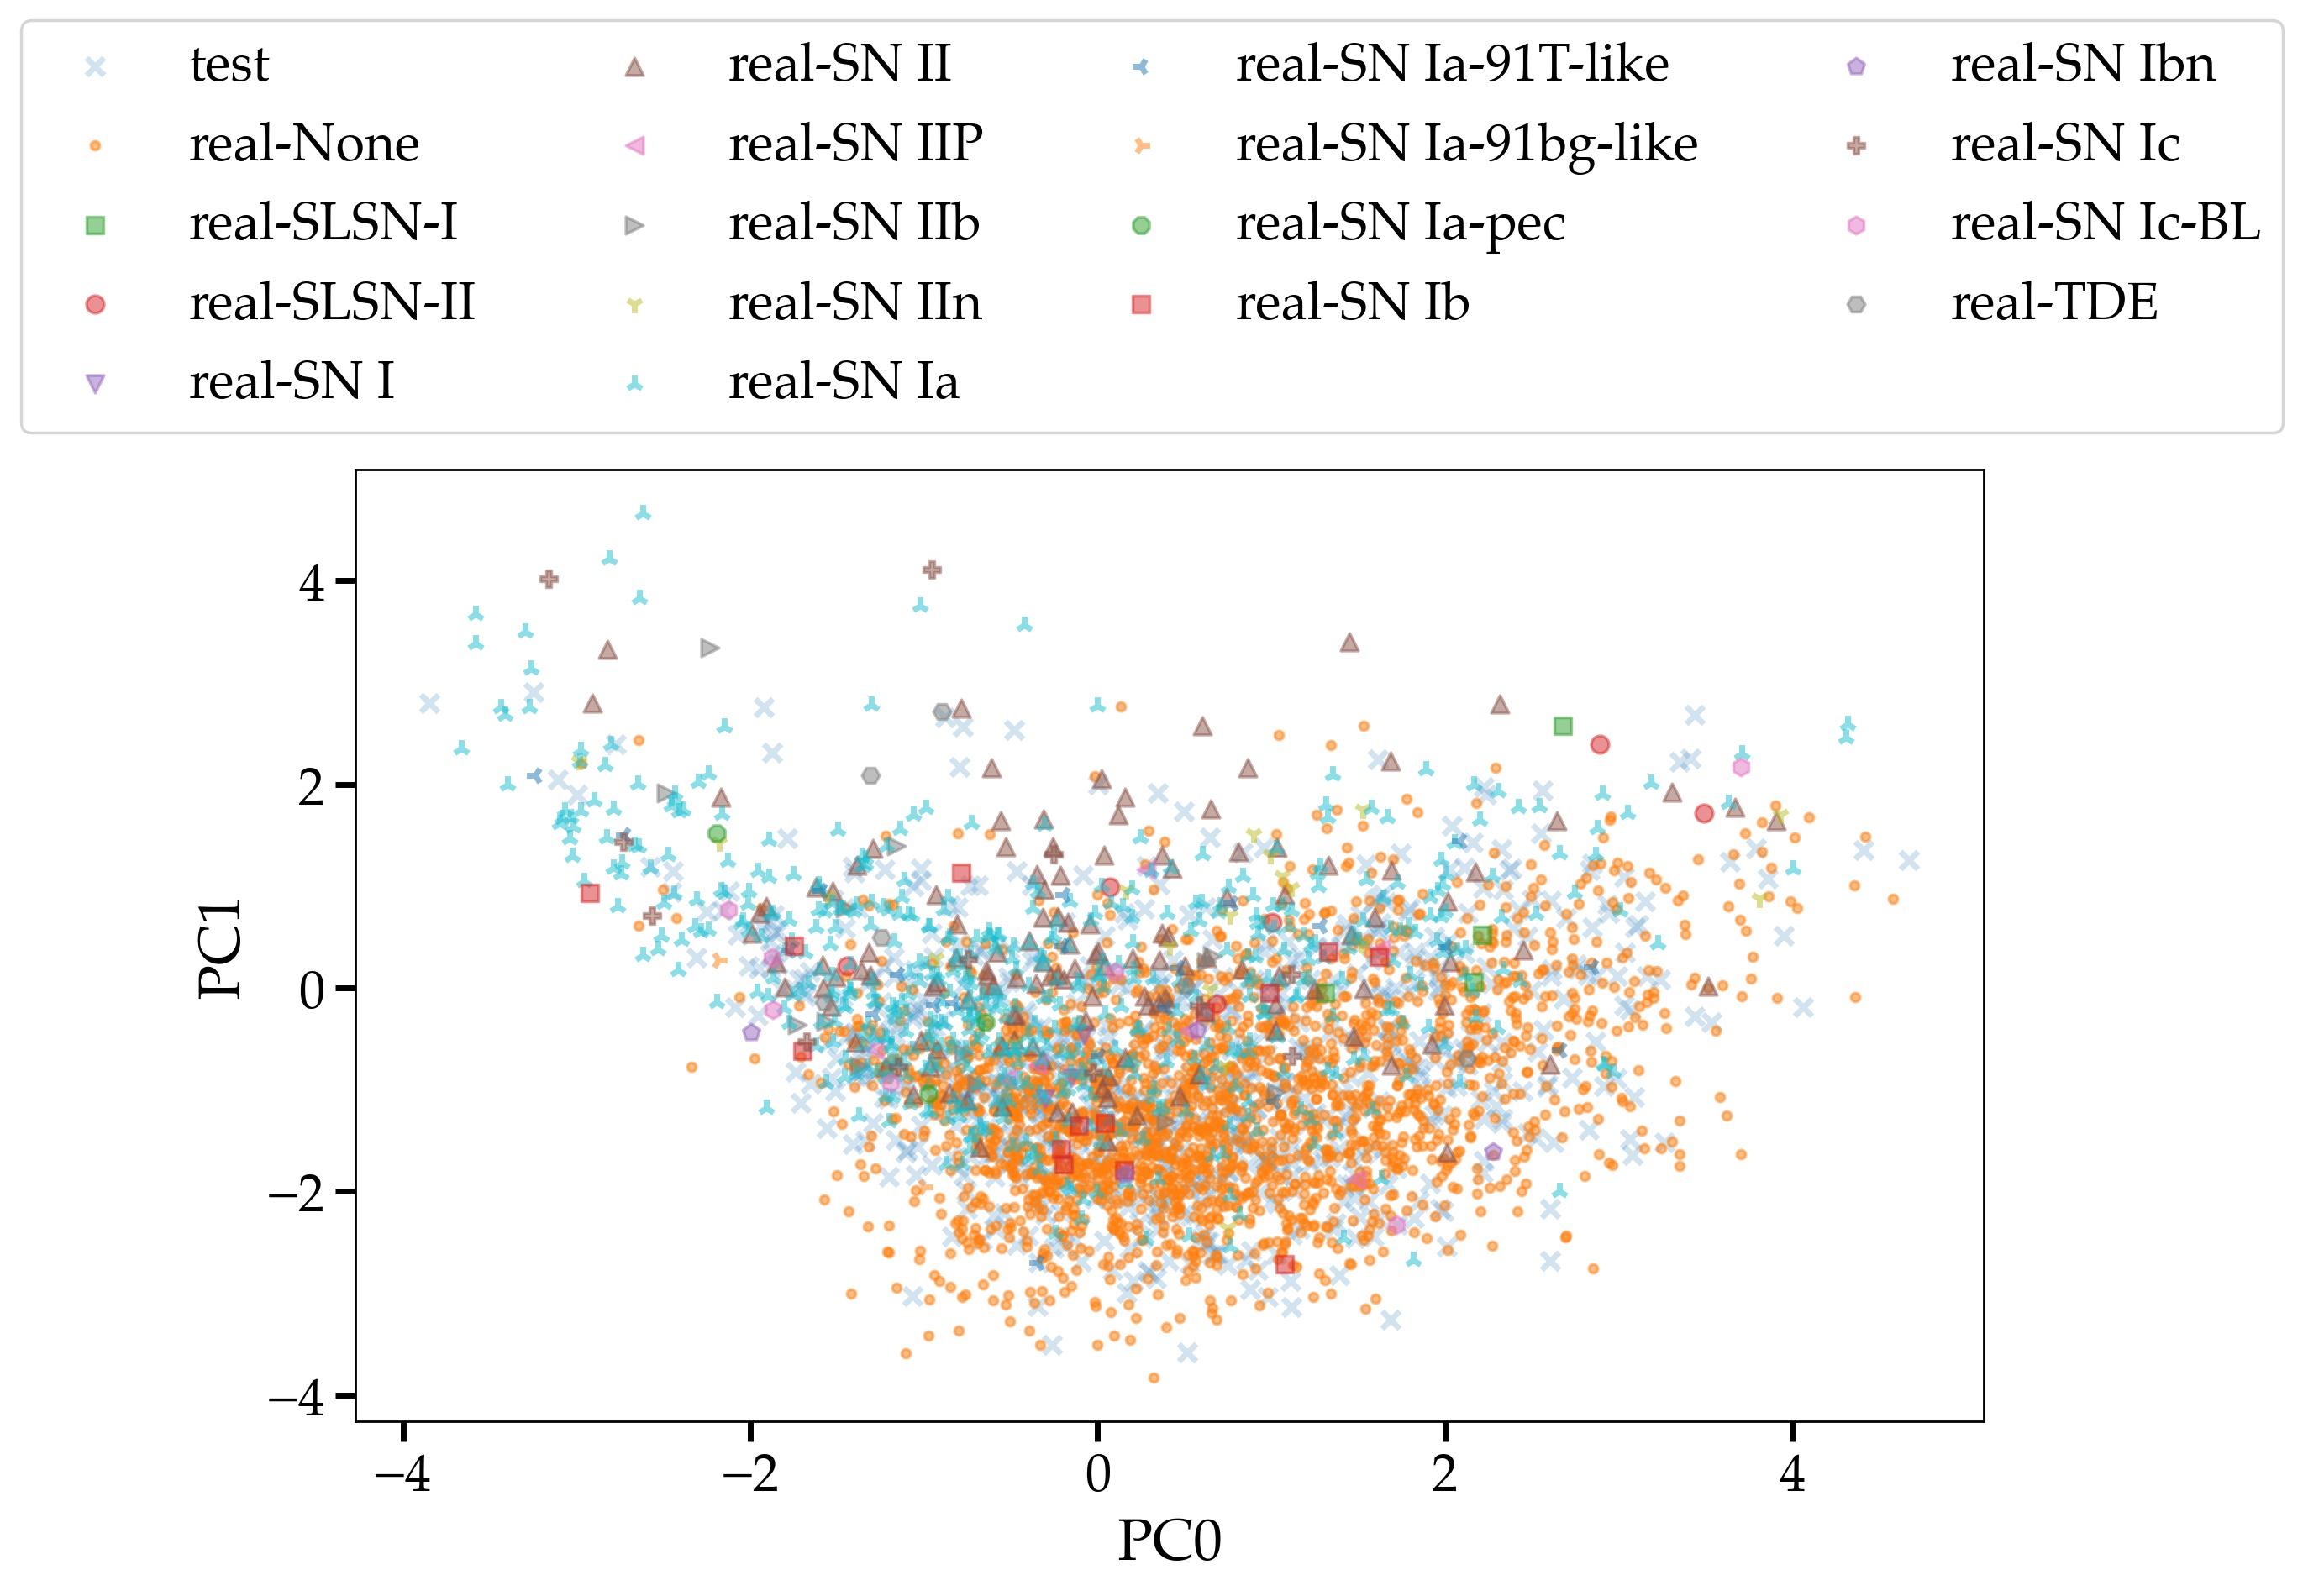 test
real-None
real-SLSN-I
real-SLSN-II
real-SN I
real-SN II
real-SN IIP
real-SN IIb
real-SN IIn
real-SN Ia
real-SN Ia-91T-like
real-SN Ia-91bg-like
real-SN Ia-pec
real-SN Ib
real-SN Ibn
real-SN Ic
real-SN Ic-BL
real-TDE
PC1
4
2
0
−2
−4
−4
−2
0
2
4
PC0